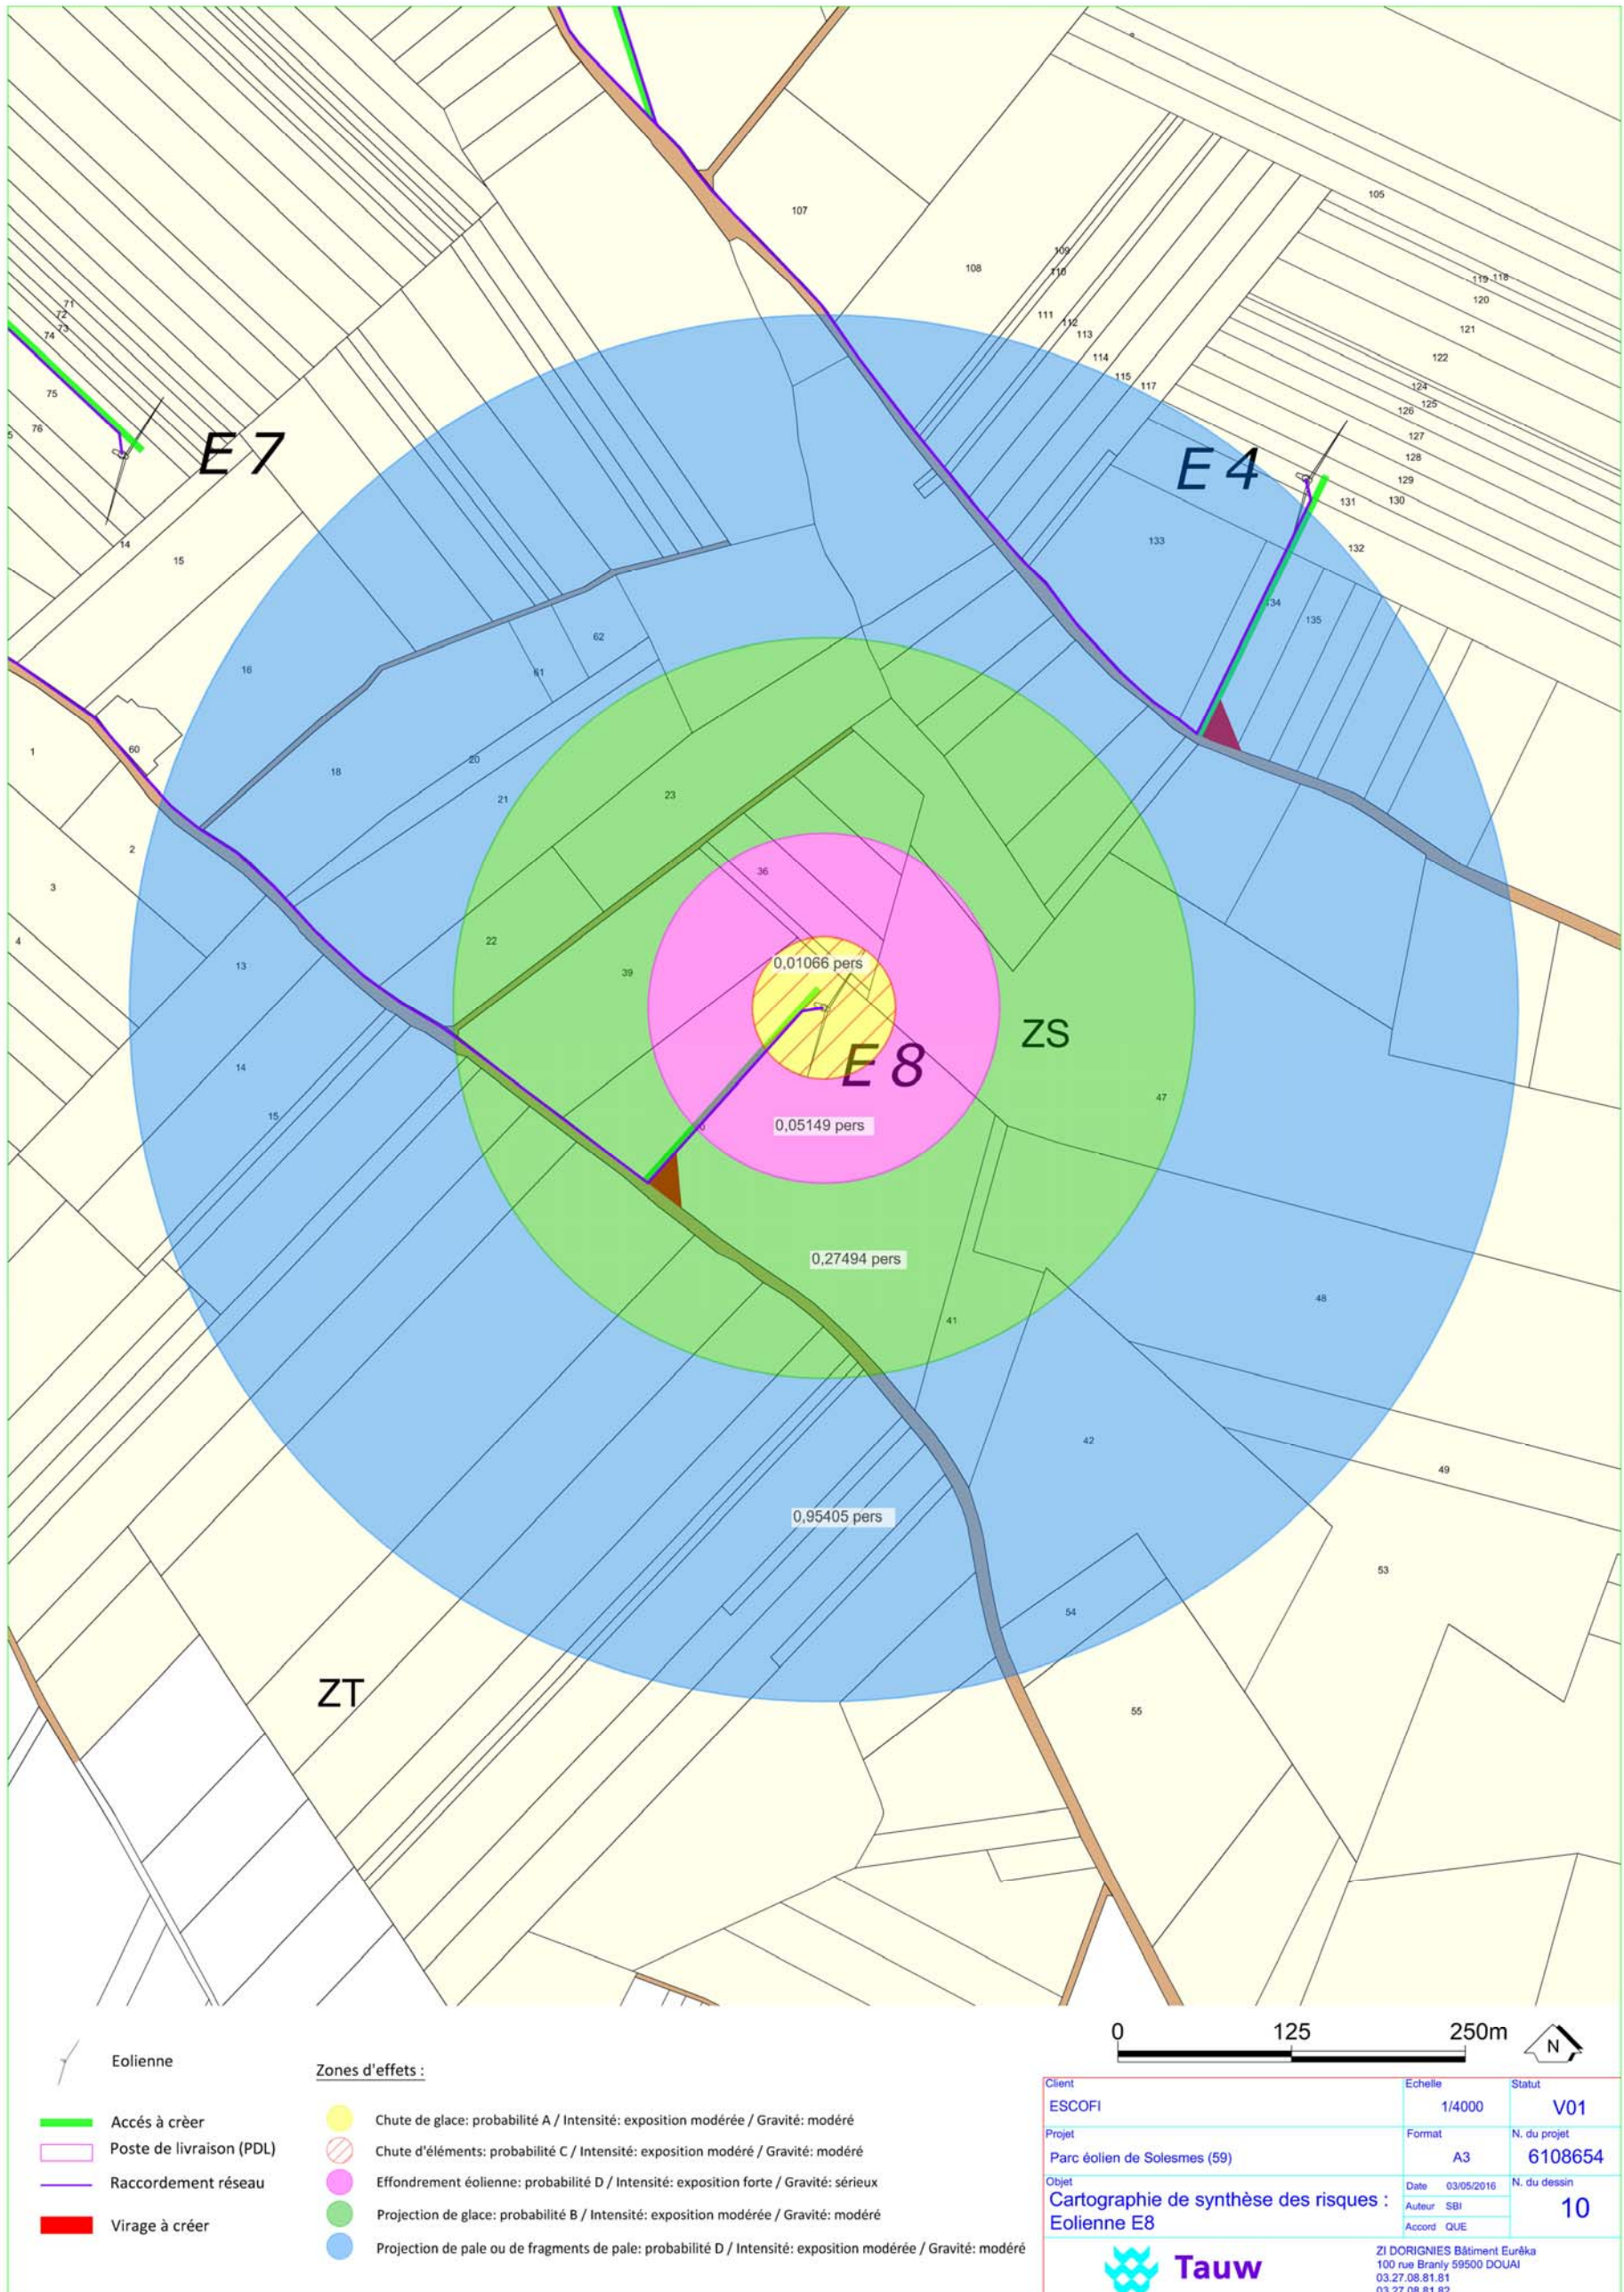 107
105
108
109
110
111
112
113
114
115
117
119
118
120
121
122
124
125
126
127
128
129
130
131
132
133
134
135
71
72
73
74
75
76
5
E 7
E 4
14
15
16
62
61
60
1
18
20
21
23
2
3
4
13
22
39
36
0,01066 pers
ZS
E 8
14
15
0,05149 pers
47
0,27494 pers
48
41
42
49
0,95405 pers
53
54
ZT
55
0 125 250m
N
Eolienne
Zones d'effets :
Accés à crèer
Poste de livraison (PDL)
Raccordement réseau
Virage à créer
Chute de glace: probabilité A / Intensité: exposition modérée / Gravité: modéré
Chute d'éléments: probabilité C / Intensité: exposition modéré / Gravité: modéré
Effondrement éolienne: probabilité D / Intensité: exposition forte / Gravité: sérieux
Projection de glace: probabilité B / Intensité: exposition modérée / Gravité: modéré
Projection de pale ou de fragments de pale: probabilité D / Intensité: exposition modérée / Gravité: modéré
Client
ESCOFI
Echelle
1/4000
Statut
V01
Projet
Parc éolien de Solesmes (59)
Format
A3
N. du projet
6108654
Objet
Cartographie de synthèse des risques :
Eolienne E8
Date 03/05/2016
Auteur SBI
Accord QUE
N. du dessin
10
Tauw
ZI DORIGNIES Bâtiment Eurêka
100 rue Branly 59500 DOUAI
03.27.08.81.81
03.27.08.81.82